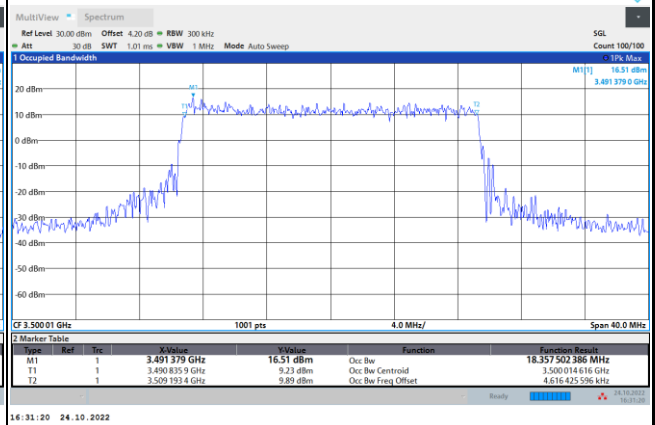 MultiView Spectrum
Ref Level 30.00 dBm Offset 4.20 dB RBW 300 kHz SGL
Att 30 dB SWT 1.01 ms VBW 1 MHz Mode Auto Sweep Count 100/100
1 Occupied Bandwidth 1Pk Max
M1[1] 16.51 dBm
3.491 379 0 GHz
M1
20 dBm
T1 T2
10 dBm
0 dBm
-10 dBm
-20 dBm
-30 dBm
-40 dBm
-50 dBm
-60 dBm
CF 3.500 01 GHz 1001 pts 4.0 MHz/ Span 40.0 MHz
2 Marker Table
Type Ref Trc X-Value Y-Value Function Function Result
M1 1 3.491 379 GHz 16.51 dBm Occ Bw 18.357 502 386 MHz
T1 1 3.490 835 9 GHz 9.23 dBm Occ Bw Centroid 3.500 014 616 GHz
T2 1 3.509 193 4 GHz 9.89 dBm Occ Bw Freq Offset 4.616 425 596 kHz
Ready 24.10.2022
16:31:20
16:31:20 24.10.2022